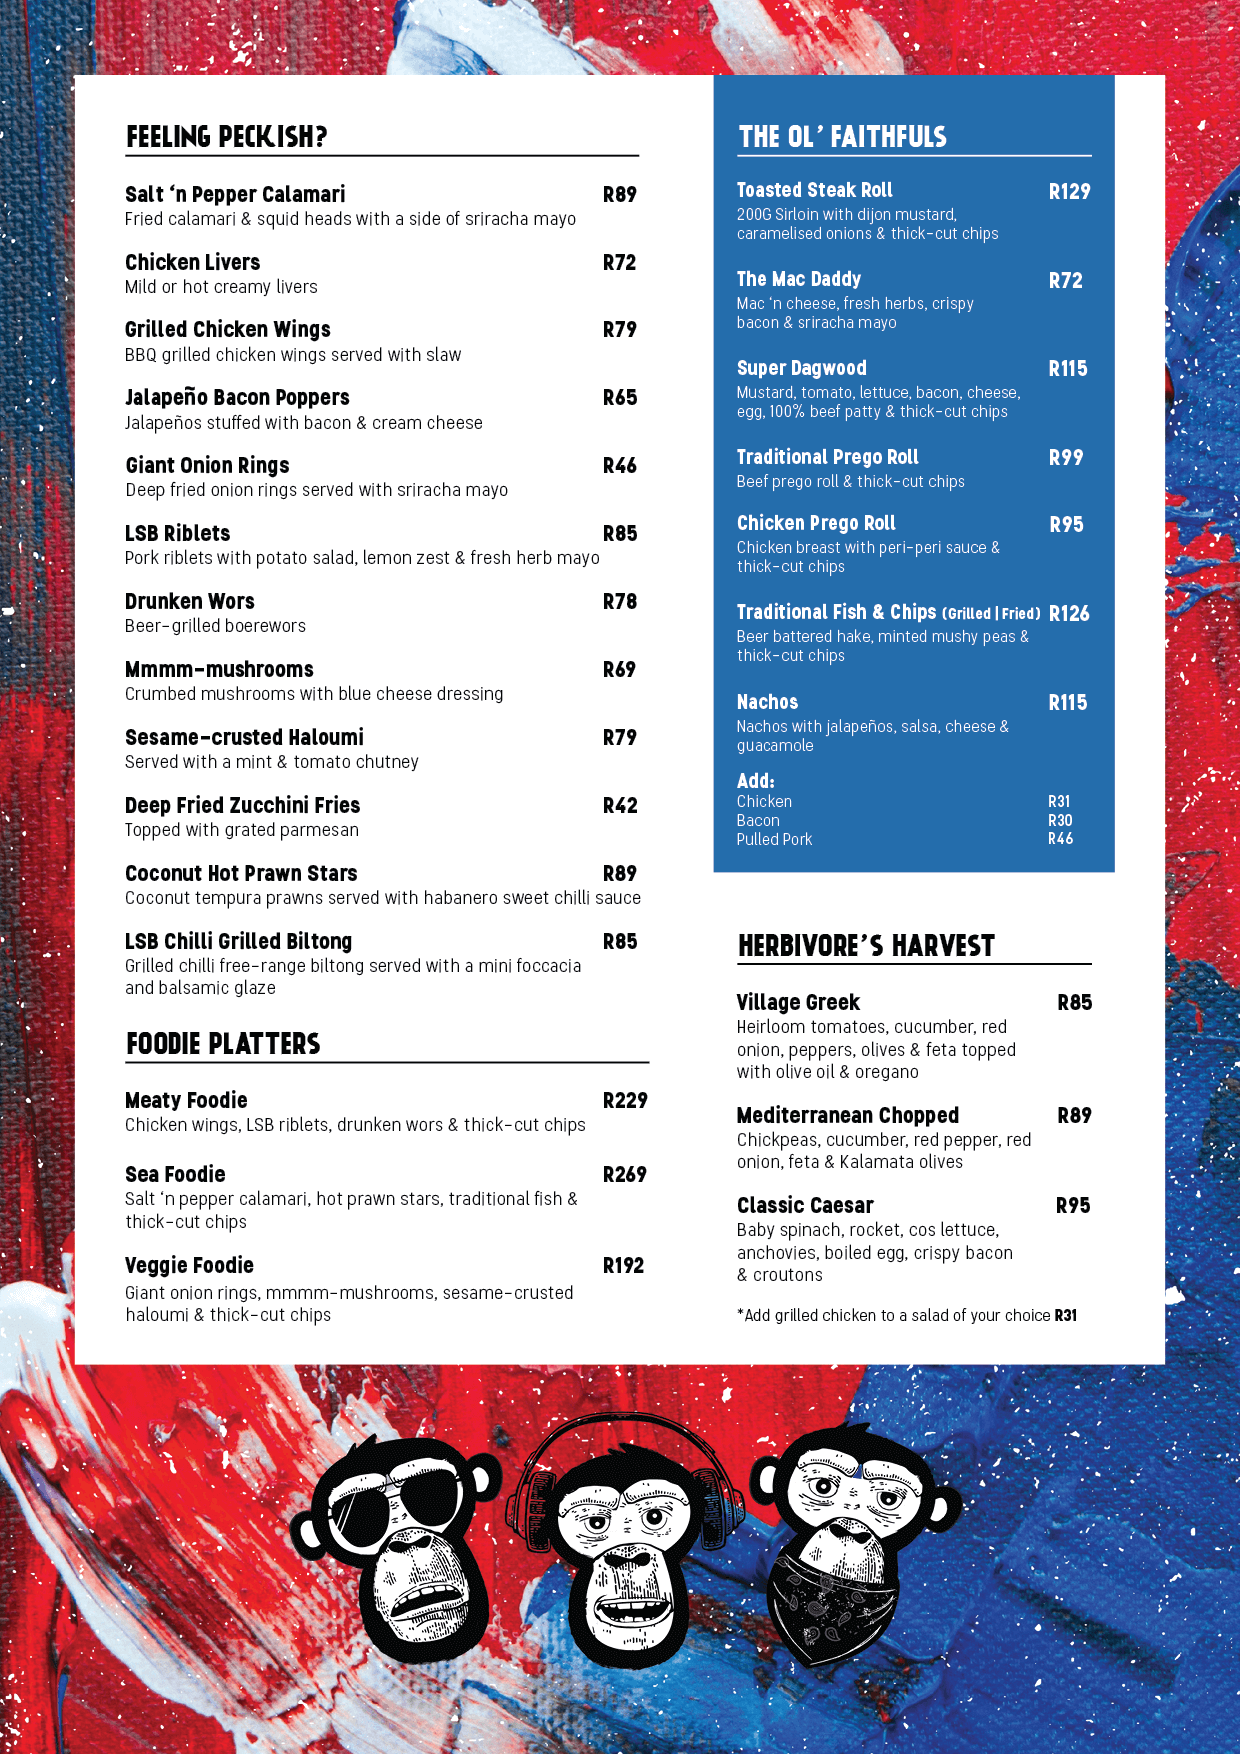 FEELING PECKISH?
Salt ‘n Pepper Calamari R89
Fried calamari & squid heads with a side of sriracha mayo
Chicken Livers R72
Mild or hot creamy livers
Grilled Chicken Wings R79
BBQ grilled chicken wings served with slaw
Jalapeño Bacon Poppers R65
Jalapeños stuffed with bacon & cream cheese
Giant Onion Rings R46
Deep fried onion rings served with sriracha mayo
LSB Riblets R85
Pork riblets with potato salad, lemon zest & fresh herb mayo
Drunken Wors R78
Beer-grilled boerewors
Mmmm-mushrooms R69
Crumbed mushrooms with blue cheese dressing
Sesame-crusted Haloumi R79
Served with a mint & tomato chutney
Deep Fried Zucchini Fries R42
Topped with grated parmesan
Coconut Hot Prawn Stars R89
Coconut tempura prawns served with habanero sweet chilli sauce
LSB Chilli Grilled Biltong R85
Grilled chilli free-range biltong served with a mini foccacia
and balsamic glaze
FOODIE PLATTERS
Meaty Foodie R229
Chicken wings, LSB riblets, drunken wors & thick-cut chips
Sea Foodie R269
Salt ‘n pepper calamari, hot prawn stars, traditional fish &
thick-cut chips
Veggie Foodie R192
Giant onion rings, mmmm-mushrooms, sesame-crusted
haloumi & thick-cut chips
THE OL’ FAITHFULS
Toasted Steak Roll R129
200G Sirloin with dijon mustard,
caramelised onions & thick-cut chips
The Mac Daddy R72
Mac ‘n cheese, fresh herbs, crispy
bacon & sriracha mayo
Super Dagwood R115
Mustard, tomato, lettuce, bacon, cheese,
egg, 100% beef patty & thick-cut chips
Traditional Prego Roll R99
Beef prego roll & thick-cut chips
Chicken Prego Roll R95
Chicken breast with peri-peri sauce &
thick-cut chips
Traditional Fish & Chips (Grilled | Fried) R126
Beer battered hake, minted mushy peas &
thick-cut chips
Nachos R115
Nachos with jalapeños, salsa, cheese &
guacamole
Add:
Chicken R31
Bacon R30
Pulled Pork R46
HERBIVORE’S HARVEST
Village Greek R85
Heirloom tomatoes, cucumber, red
onion, peppers, olives & feta topped
with olive oil & oregano
Mediterranean Chopped R89
Chickpeas, cucumber, red pepper, red
onion, feta & Kalamata olives
Classic Caesar R95
Baby spinach, rocket, cos lettuce,
anchovies, boiled egg, crispy bacon
& croutons
*Add grilled chicken to a salad of your choice R31